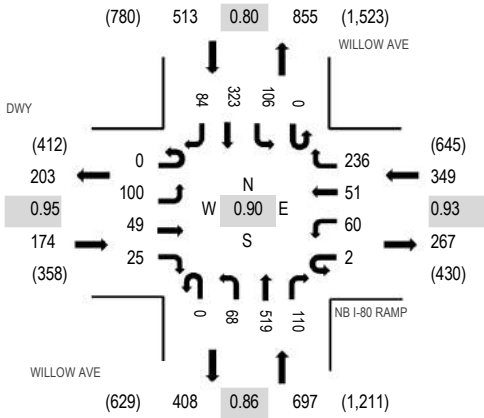 (780) 513 0.80 855 (1,523)
WILLOW AVE
84 323 106 0
DWY
(412) (645)
0 236
203 349
100 N 51
0.95 W 0.90 E 0.93
49 60
174 S 267
25 2
(358) (430)
0 68 519 110
NB I-80 RAMP
WILLOW AVE
(629) 408 0.86 697 (1,211)